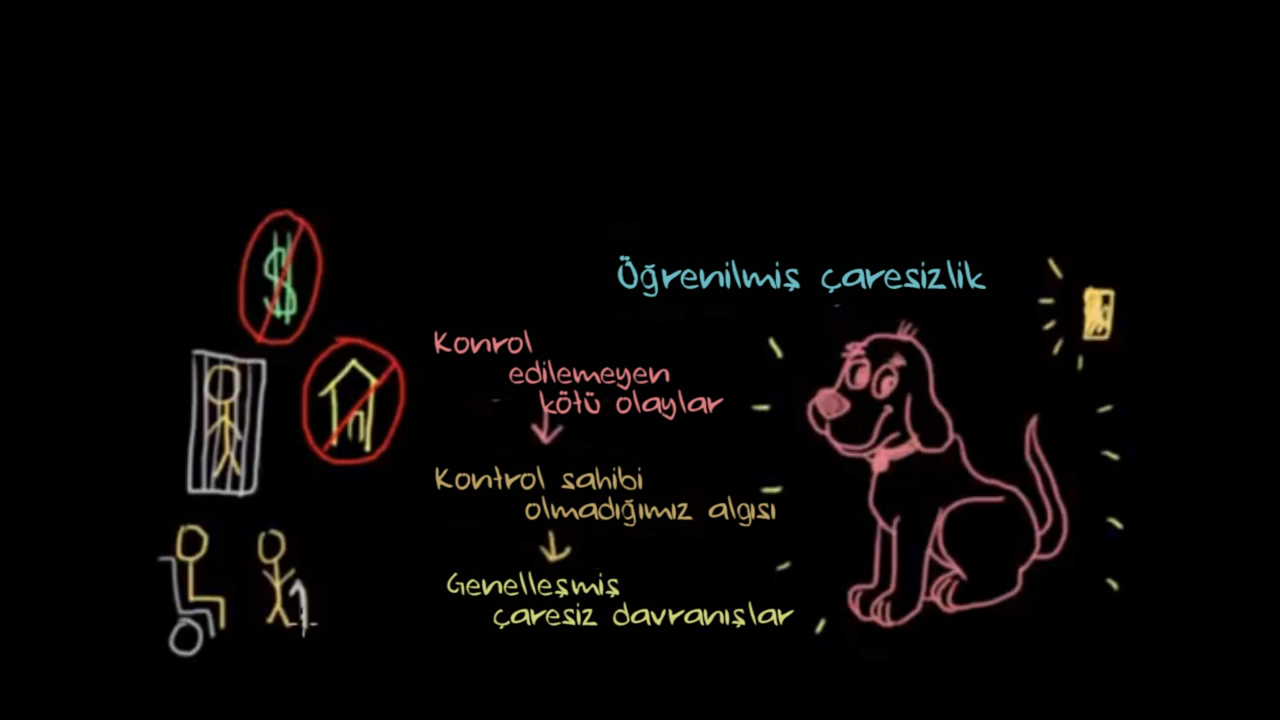 $
Öğrenilmiş çaresizlik
Konrol
edilemeyen
kötü olaylar
Kontrol sahibi
olmadığımız algısı
Genelleşmiş
çaresiz davranışlar